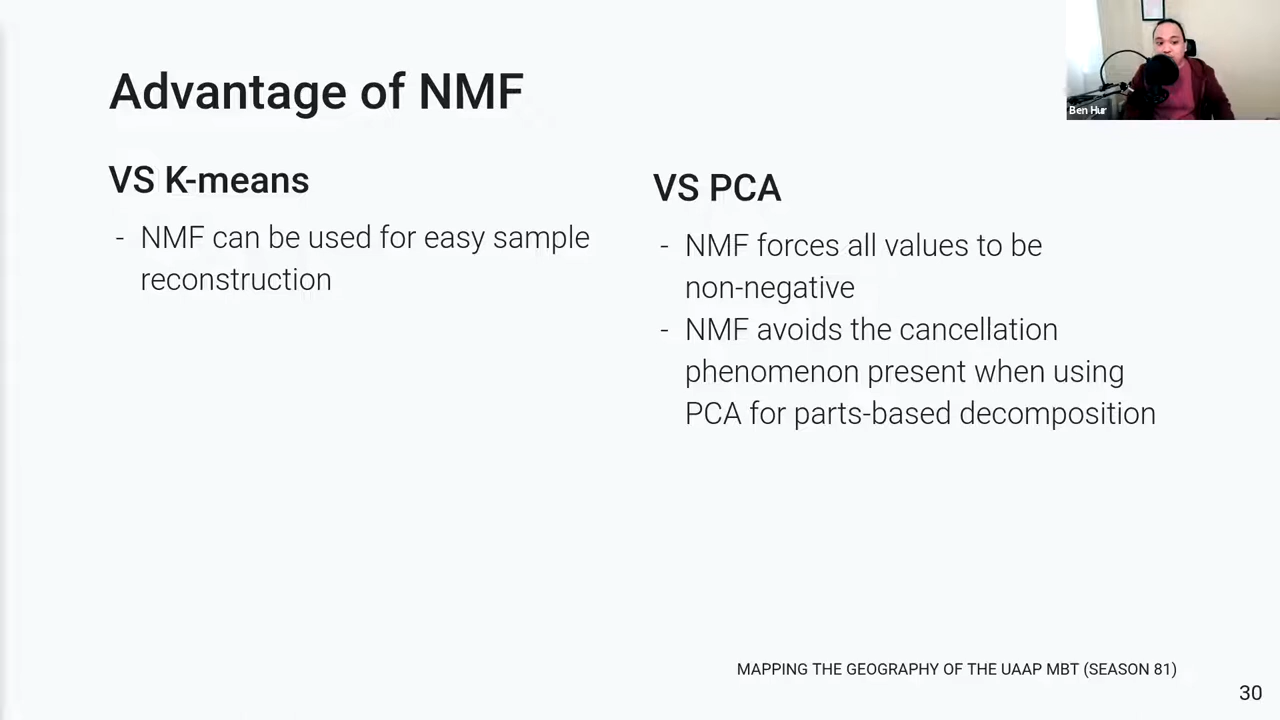 Advantage of NMF
VS K-means
- NMF can be used for easy sample
reconstruction
VS PCA
- NMF forces all values to be
non-negative
- NMF avoids the cancellation
phenomenon present when using
PCA for parts-based decomposition
Ben Hur
MAPPING THE GEOGRAPHY OF THE UAAP MBT (SEASON 81)
30